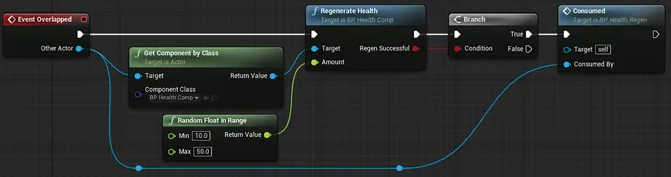 Event Overlapped
Other Actor
Get Component by Class
Target is Actor
Target
Return Value
Component Class
BP Health Comp
Random Float in Range
Min 10.0
Return Value
Max 50.0
Regenerate Health
Target is BP Health Comp
Target
Regen Successful
Amount
Branch
True
Condition
False
Consumed
Target is BP Health Regen
Target self
Consumed By